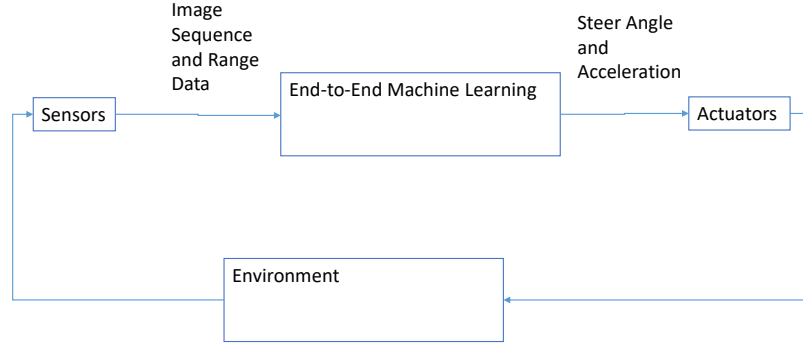 Image
Sequence
and Range
Data
Steer Angle
and
Acceleration
End-to-End Machine Learning
Sensors
Actuators
Environment